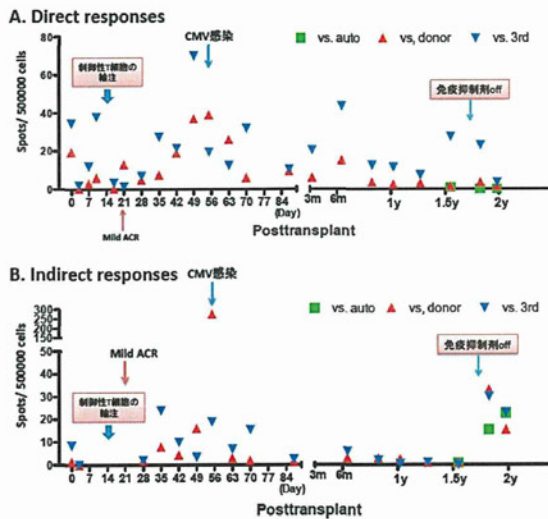 A. Direct responses
CMV感染
vs. auto
vs, donor
vs. 3rd
制御性T細胞の
輸注
免疫抑制剤off
Spots/ 500000 cells
80
60
40
20
0
0 7 14 21 28 35 42 49 56 63 70 77 84
(Day)
3m 6m 1y 1.5y 2y
Mild ACR
Posttransplant
B. Indirect responses
CMV感染
vs. auto
vs, donor
vs. 3rd
Mild ACR
制御性T細胞の
輸注
免疫抑制剤off
Spots/ 500000 cells
300
250
200
150
50
40
30
20
10
0
0 7 14 21 28 35 42 49 56 63 70 77 84
(Day)
3m 6m 1y 1.5y 2y
Posttransplant